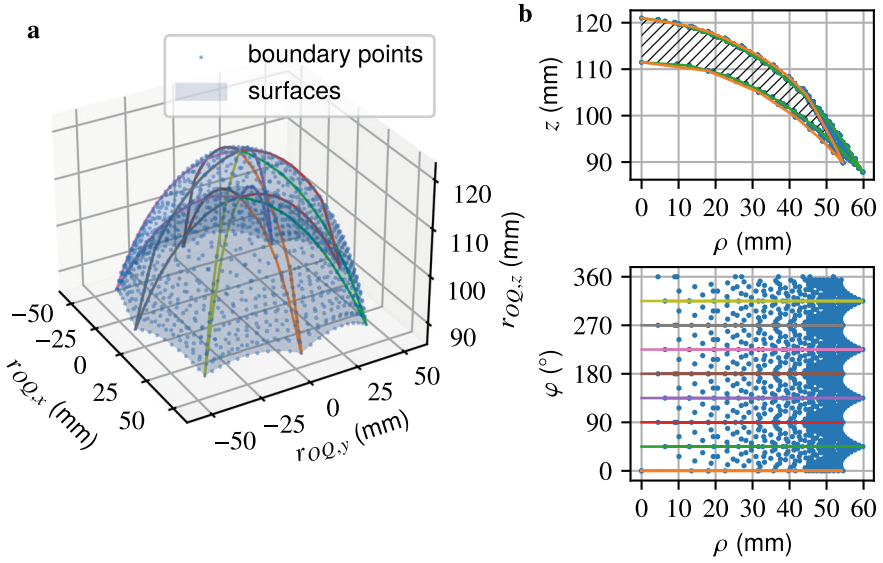 a
boundary points
surfaces
120
110
100
90
r_{OQ,z} (mm)
−50
−25
0
25
50
r_{OQ,x} (mm)
−50
−25
0
25
50
r_{OQ,y} (mm)
b
120
110
100
90
z (mm)
0 10 20 30 40 50 60
ρ (mm)
360
270
180
90
0
φ (°)
0 10 20 30 40 50 60
ρ (mm)